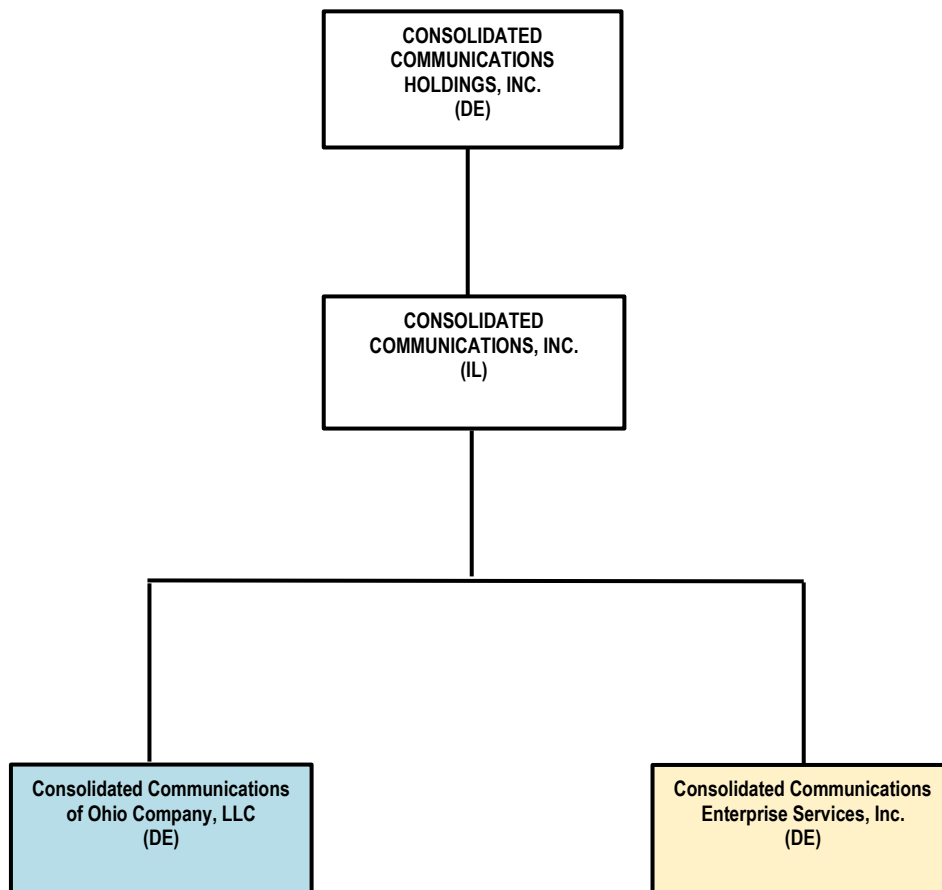 CONSOLIDATED
COMMUNICATIONS
HOLDINGS, INC.
(DE)
CONSOLIDATED
COMMUNICATIONS, INC.
(IL)
Consolidated Communications
of Ohio Company, LLC
(DE)
Consolidated Communications
Enterprise Services, Inc.
(DE)